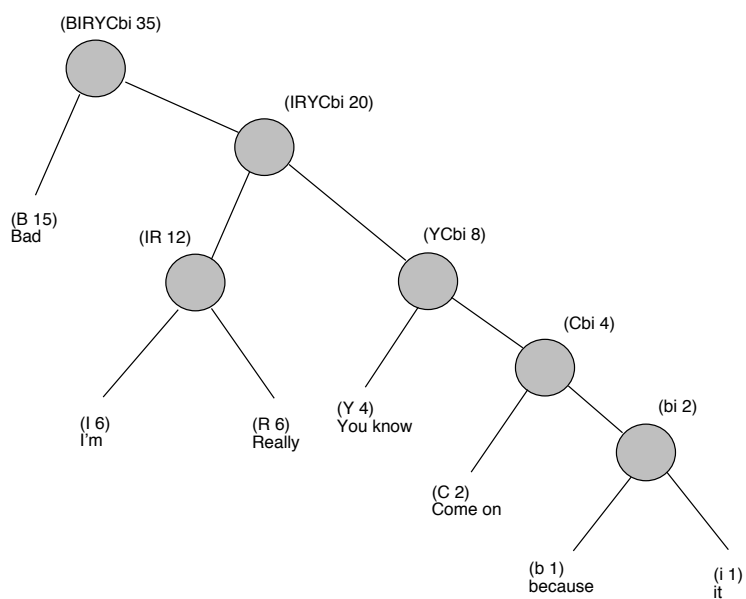 (BIRYCbi 35)
(IRYCbi 20)
(B 15)
Bad
(IR 12)
(YCbi 8)
(Cbi 4)
(I 6)
I'm
(R 6)
Really
(Y 4)
You know
(bi 2)
(C 2)
Come on
(b 1)
because
(i 1)
it